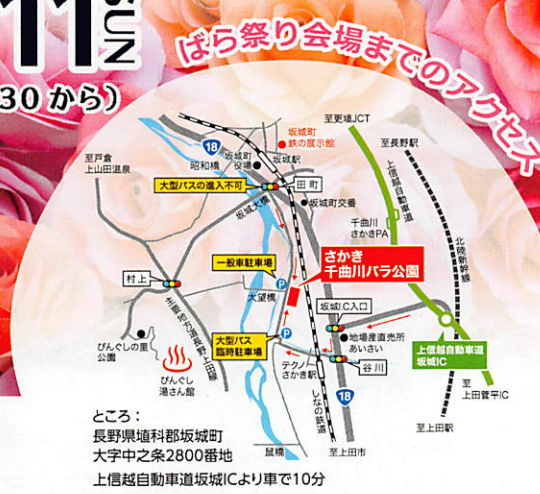 11
SUN
30から）
ばら祭り会場までのアクセス
至更埴JCT
至長野駅
坂城町
鉄の展示館
18
昭和橋
坂城町
役場
坂城駅
至戸倉
上山田温泉
上信越自動車道
大型バスの進入不可
田町
坂城大橋
坂城町交番
千曲川
さかきPA
北陸新幹線
さかき
千曲川バラ公園
一般車駐車場
村上
大望橋
P
坂城IC入口
主要地方道長野上田線
びんぐしの里
公園
大型バス
臨時駐車場
P
地場産直売所
あいさい
上信越自動車道
坂城IC
びんぐし
湯さん館
テクノ
さかき駅
谷川
至
上田菅平IC
しなの鉄道
18
鼠橋
至上田市
至上田駅
ところ：
長野県埴科郡坂城町
大字中之条2800番地
上信越自動車道坂城ICより車で10分